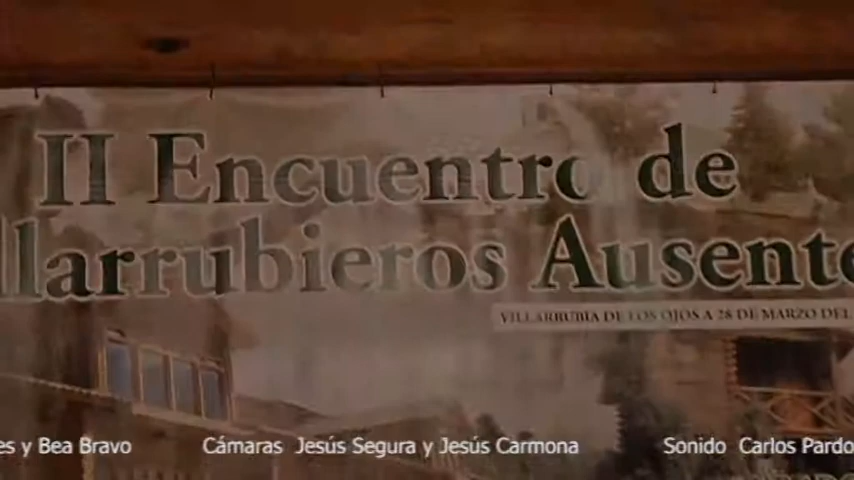 II Encuentro de
llarrubieros Ausente
VILLARRUBIA DE LOS OJOS A 28 DE MARZO DEL
es y Bea Bravo Cámaras Jesús Segura y Jesús Carmona Sonido Carlos Pardo